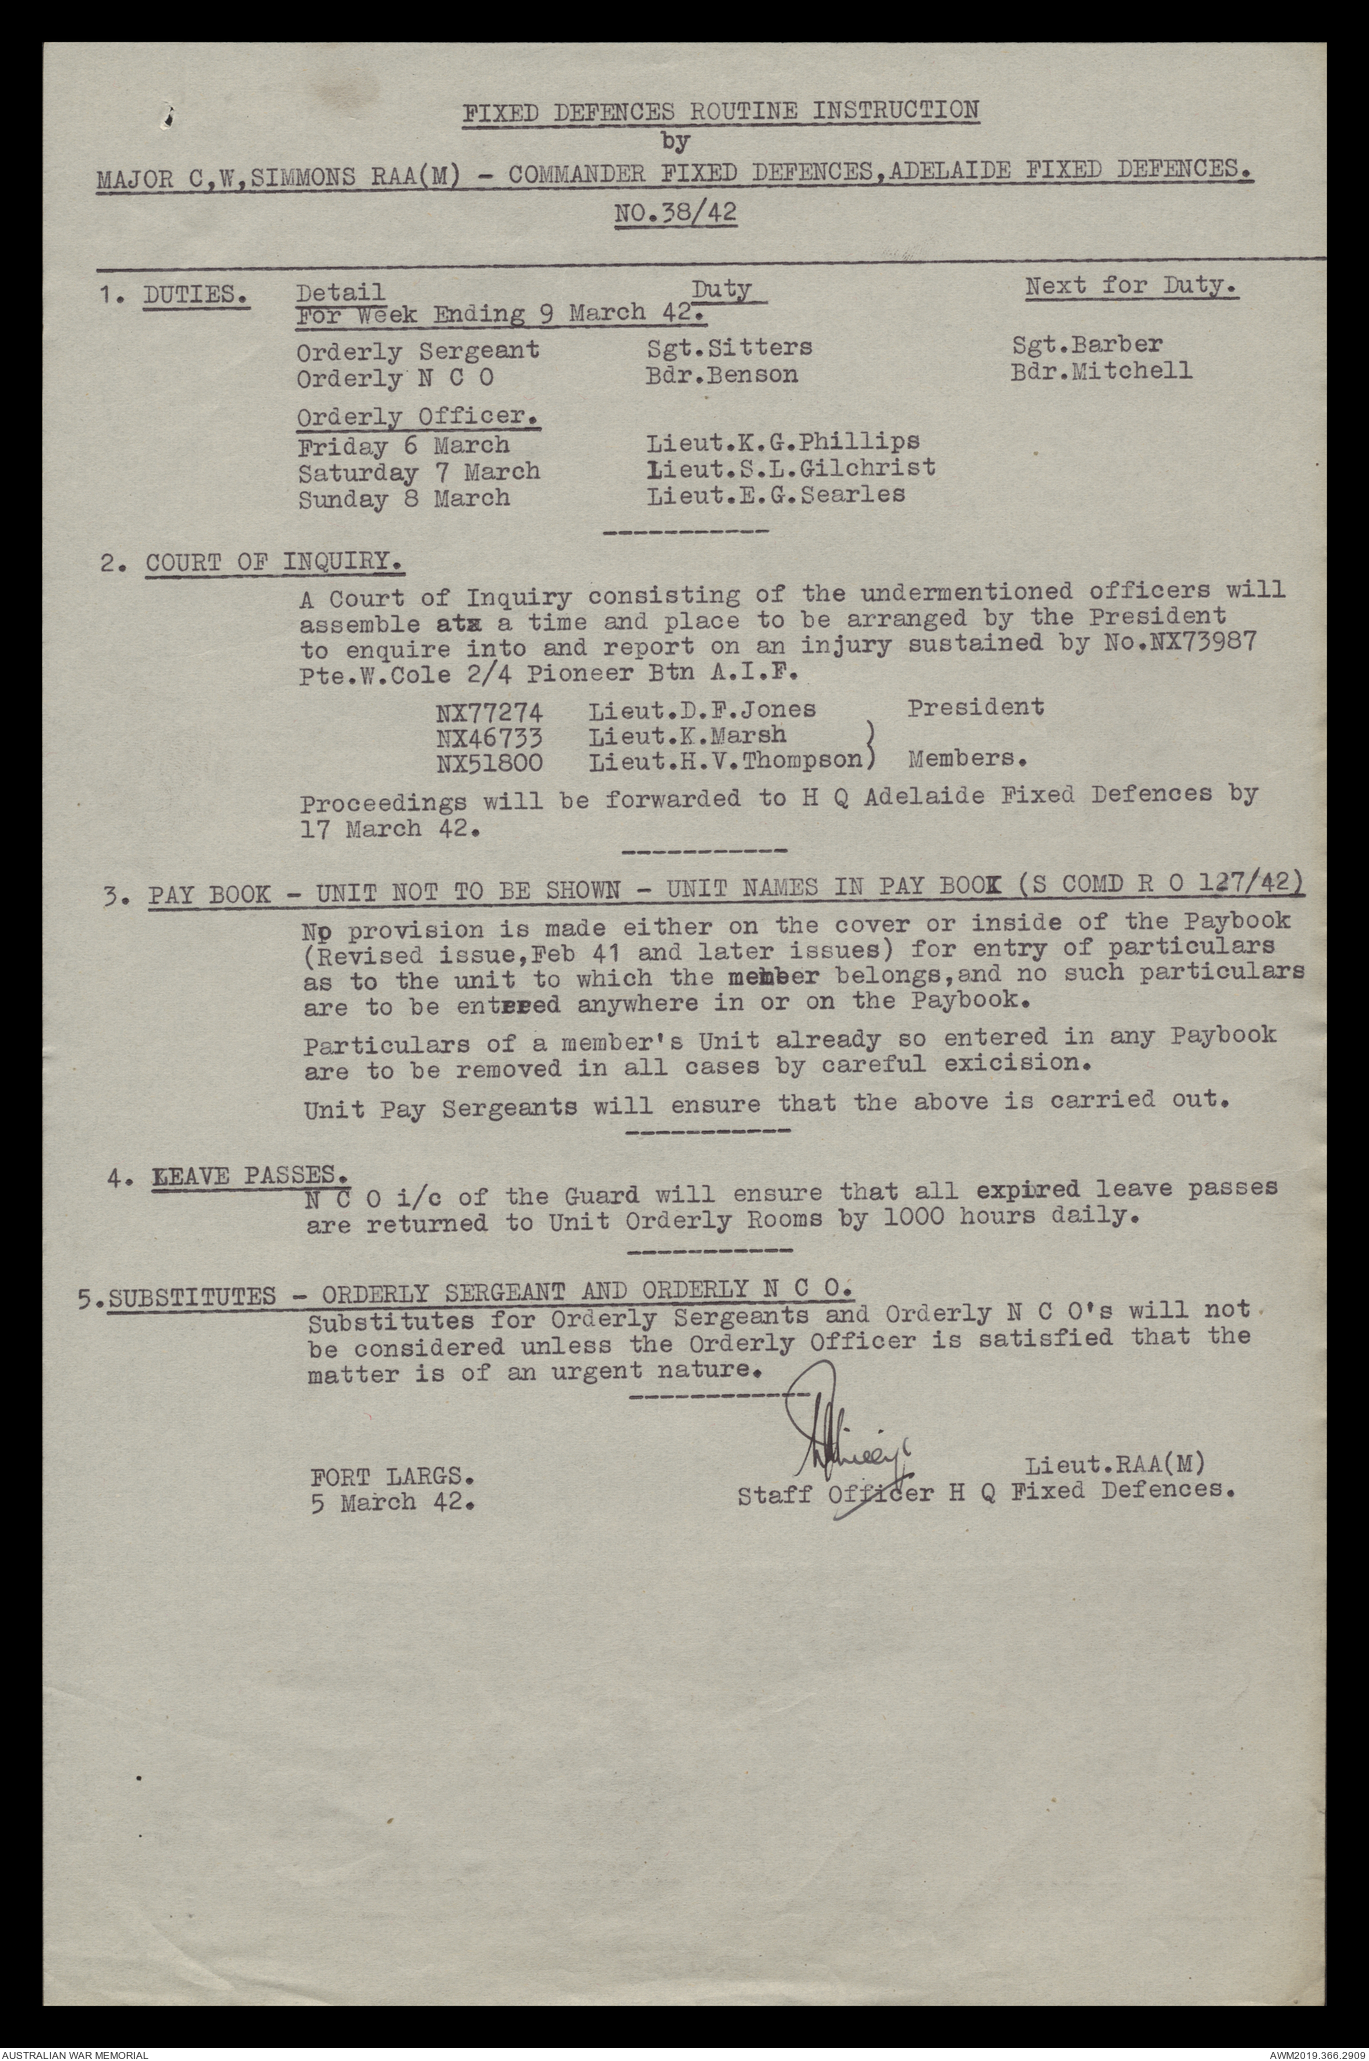 FIXED DEFENCES ROUTINE INSTRUCTION
by
MAJOR C,W,SIMMONS RAA(M) - COMMANDER FIXED DEFENCES,ADELAIDE FIXED DEFENCES.
NO.38/42
1. DUTIES. Detail Duty Next for Duty.
For Week Ending 9 March 42.
Orderly Sergeant Sgt.Sitters Sgt.Barber
Orderly N C O Bdr.Benson Bdr.Mitchell
Orderly Officer.
Friday 6 March Lieut.K.G.Phillips
Saturday 7 March Lieut.S.L.Gilchrist
Sunday 8 March Lieut.E.G.Searles
-----------
2. COURT OF INQUIRY.
A Court of Inquiry consisting of the undermentioned officers will
assemble atx a time and place to be arranged by the President
to enquire into and report on an injury sustained by No.NX73987
Pte.W.Cole 2/4 Pioneer Btn A.I.F.
NX77274 Lieut.D.F.Jones President
NX46733 Lieut.K.Marsh )
NX51800 Lieut.H.V.Thompson) Members.
Proceedings will be forwarded to H Q Adelaide Fixed Defences by
17 March 42.
-----------
3. PAY BOOK - UNIT NOT TO BE SHOWN - UNIT NAMES IN PAY BOOK (S COMD R O 127/42)
No provision is made either on the cover or inside of the Paybook
(Revised issue,Feb 41 and later issues) for entry of particulars
as to the unit to which the member belongs,and no such particulars
are to be entered anywhere in or on the Paybook.
Particulars of a member's Unit already so entered in any Paybook
are to be removed in all cases by careful exicision.
Unit Pay Sergeants will ensure that the above is carried out.
-----------
4. LEAVE PASSES.
N C O i/c of the Guard will ensure that all expired leave passes
are returned to Unit Orderly Rooms by 1000 hours daily.
-----------
5.SUBSTITUTES - ORDERLY SERGEANT AND ORDERLY N C O.
Substitutes for Orderly Sergeants and Orderly N C O's will not
be considered unless the Orderly Officer is satisfied that the
matter is of an urgent nature.
------------
FORT LARGS. Lieut.RAA(M)
5 March 42. Staff Officer H Q Fixed Defences.
AUSTRALIAN WAR MEMORIAL AWM2019.366.2909